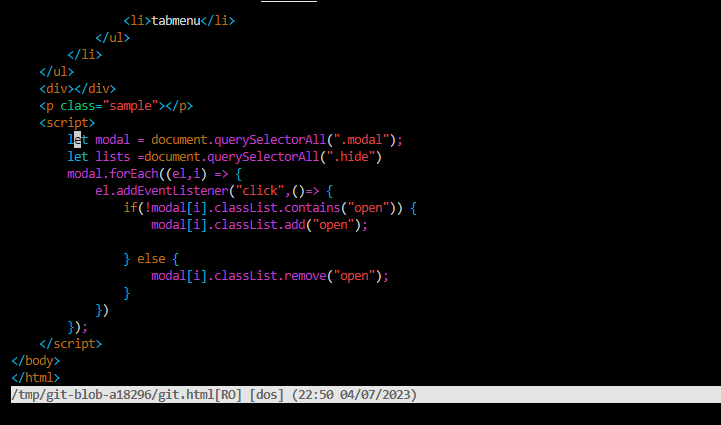 <li>tabmenu</li>
</ul>
</li>
</ul>
<div></div>
<p class="sample"></p>
<script>
let modal = document.querySelectorAll(".modal");
let lists =document.querySelectorAll(".hide")
modal.forEach((el,i) => {
el.addEventListener("click",()=> {
if(!modal[i].classList.contains("open")) {
modal[i].classList.add("open");
} else {
modal[i].classList.remove("open");
}
})
});
</script>
</body>
</html>
/tmp/git-blob-a18296/git.html[RO] [dos] (22:50 04/07/2023)